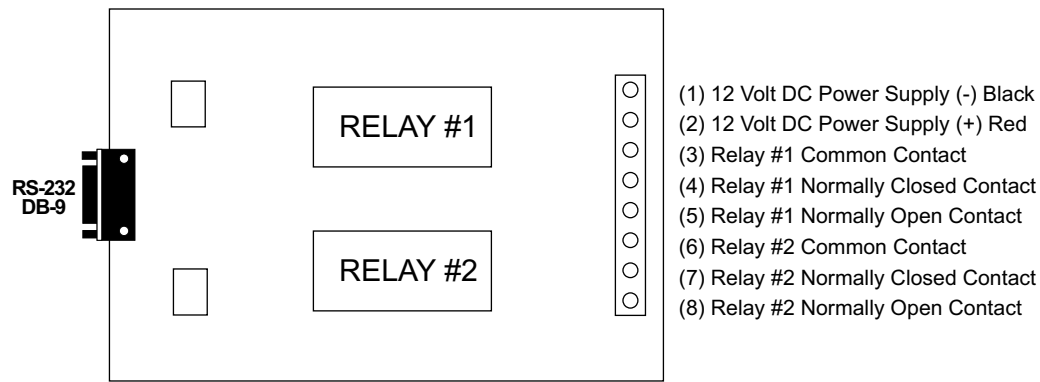 RELAY #1
RELAY #2
RS-232
DB-9
(1) 12 Volt DC Power Supply (-) Black
(2) 12 Volt DC Power Supply (+) Red
(3) Relay #1 Common Contact
(4) Relay #1 Normally Closed Contact
(5) Relay #1 Normally Open Contact
(6) Relay #2 Common Contact
(7) Relay #2 Normally Closed Contact
(8) Relay #2 Normally Open Contact